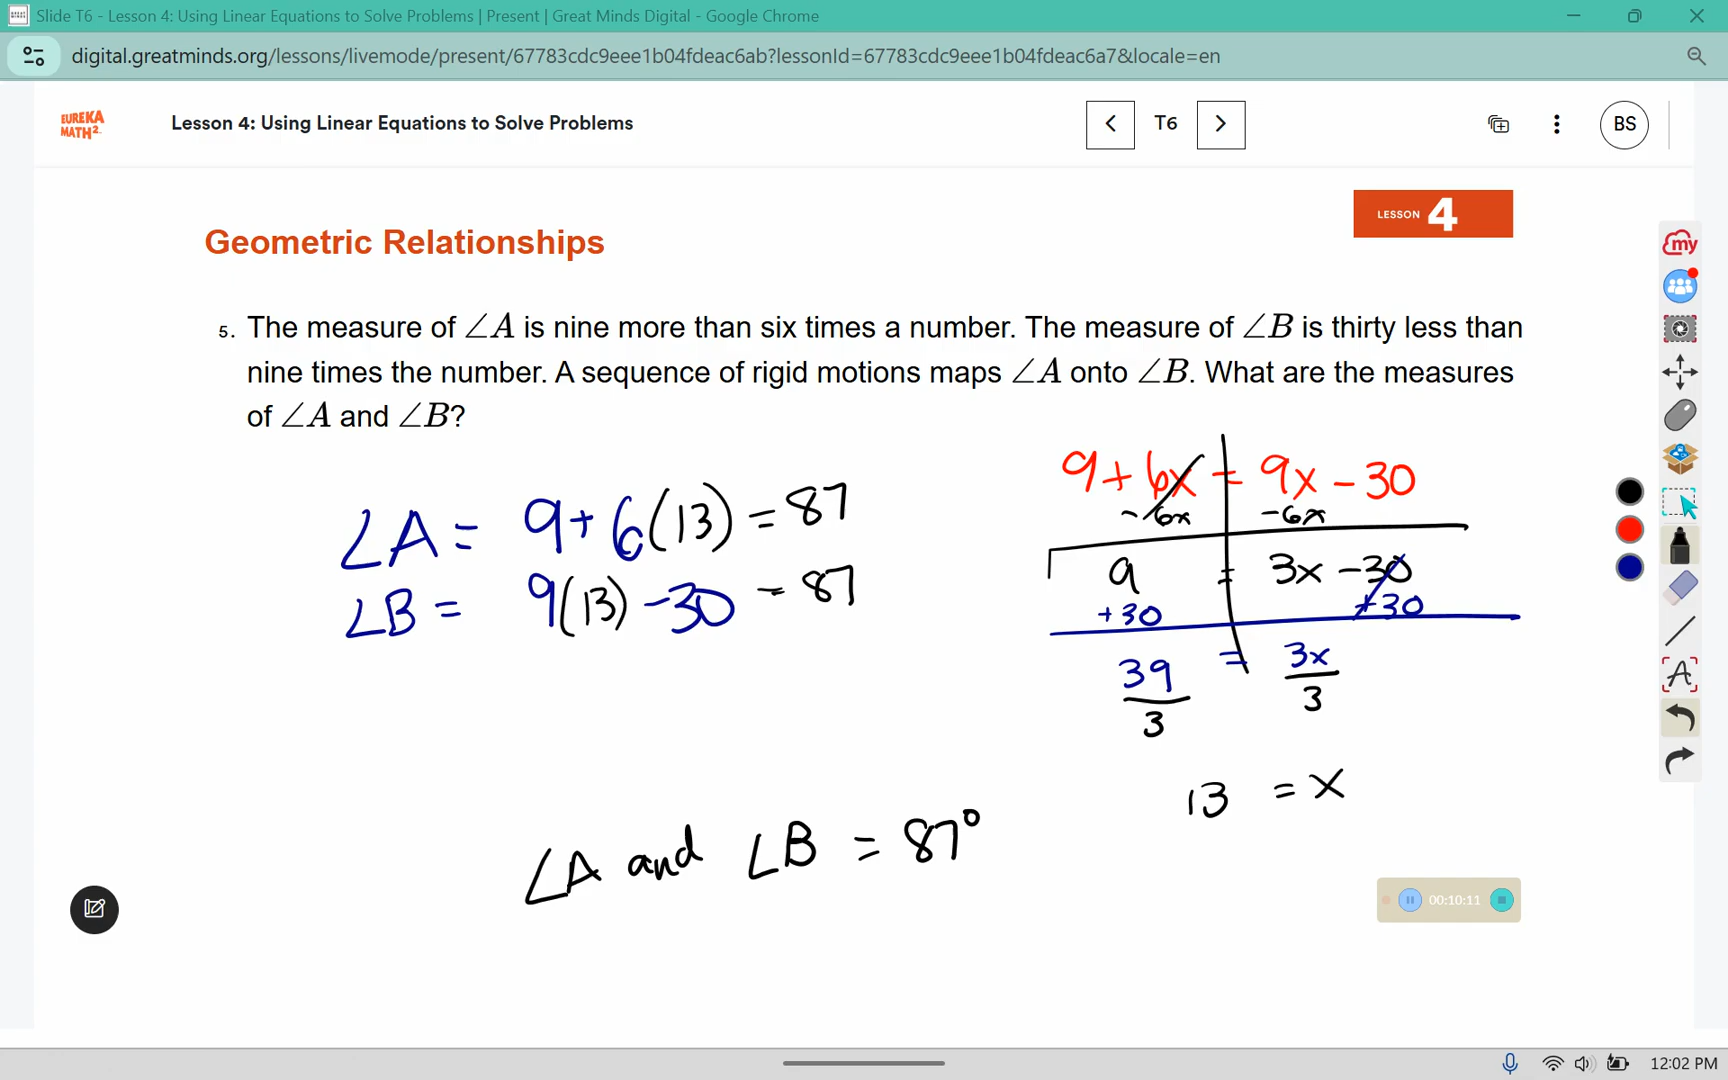 Slide T6 - Lesson 4: Using Linear Equations to Solve Problems | Present | Great Minds Digital - Google Chrome
digital.greatminds.org/lessons/livemode/present/67783cdc9eee1b04fdeac6ab?lessonId=67783cdc9eee1b04fdeac6a7&locale=en
EUREKA
MATH²
Lesson 4: Using Linear Equations to Solve Problems
T6
BS
LESSON 4
Geometric Relationships
5. The measure of ∠A is nine more than six times a number. The measure of ∠B is thirty less than
nine times the number. A sequence of rigid motions maps ∠A onto ∠B. What are the measures
of ∠A and ∠B?
∠A = 9 + 6(13) = 87
∠B = 9(13) - 30 = 87
9 + 6x = 9x - 30
-6x -6x
9 = 3x - 30
+30 +30
39 = 3x
3 3
13 = x
∠A and ∠B = 87°
my
A
00:10:11
12:02 PM